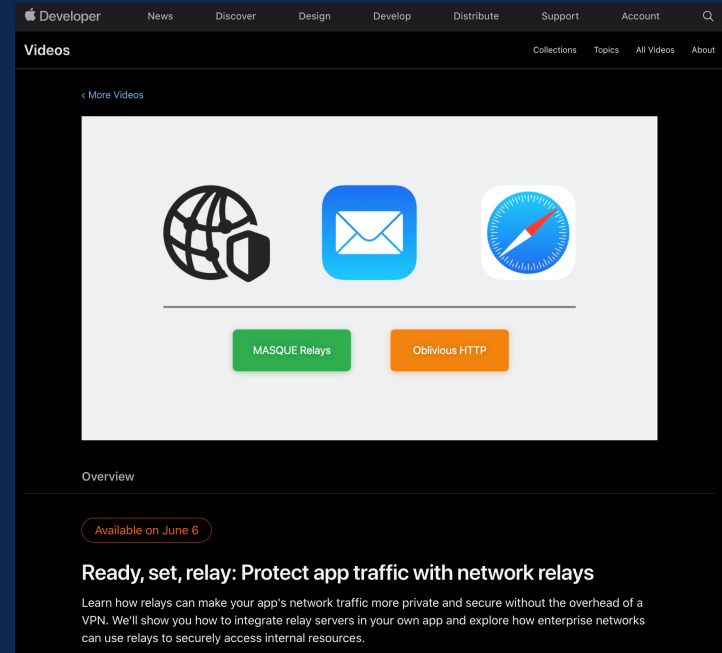 Developer News Discover Design Develop Distribute Support Account
Videos Collections Topics All Videos About
‹ More Videos
MASQUE Relays Oblivious HTTP
Overview
Available on June 6
Ready, set, relay: Protect app traffic with network relays
Learn how relays can make your app's network traffic more private and secure without the overhead of a
VPN. We'll show you how to integrate relay servers in your own app and explore how enterprise networks
can use relays to securely access internal resources.